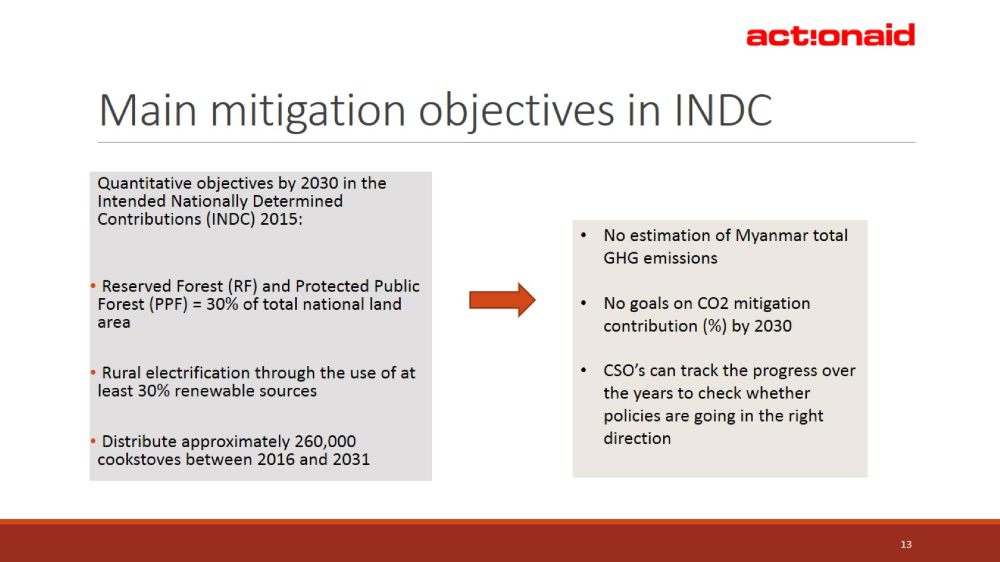 act!onaid
Main mitigation objectives in INDC
Quantitative objectives by 2030 in the
Intended Nationally Determined
Contributions (INDC) 2015:
• Reserved Forest (RF) and Protected Public
Forest (PPF) = 30% of total national land
area
• Rural electrification through the use of at
least 30% renewable sources
• Distribute approximately 260,000
cookstoves between 2016 and 2031
• No estimation of Myanmar total
GHG emissions
• No goals on CO2 mitigation
contribution (%) by 2030
• CSO’s can track the progress over
the years to check whether
policies are going in the right
direction
13